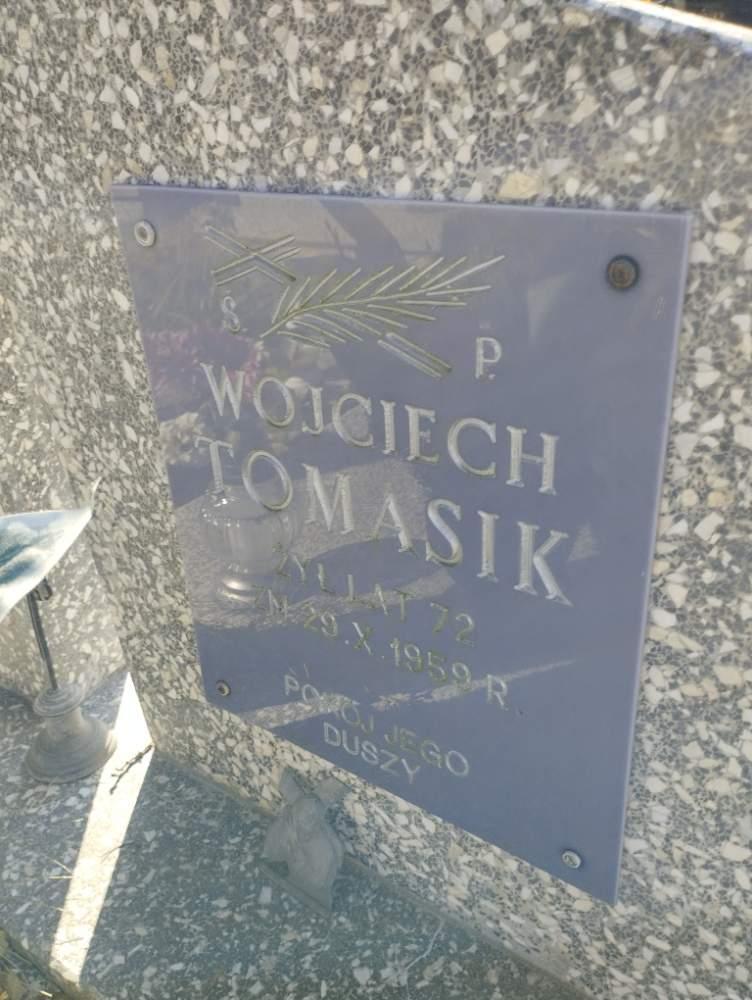 S. P.
WOJCIECH
TOMASIK
ŻYŁ LAT 72
ZM. 29.X.1959 R.
POKÓJ JEGO
DUSZY